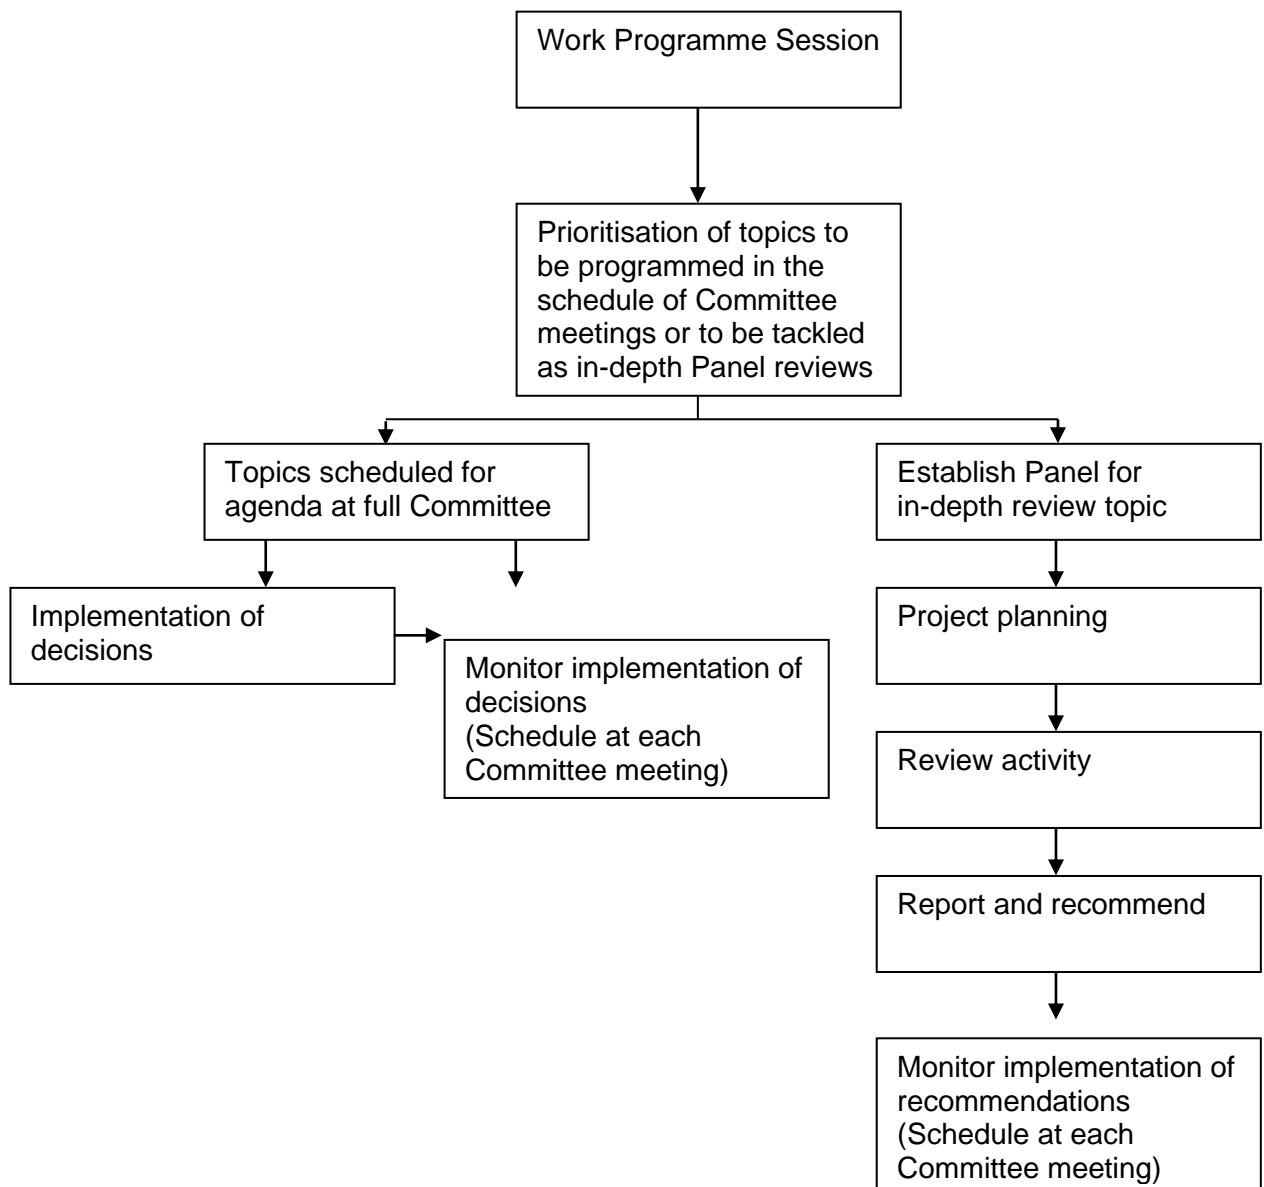 Work Programme Session
Prioritisation of topics to
be programmed in the
schedule of Committee
meetings or to be tackled
as in-depth Panel reviews
Topics scheduled for
agenda at full Committee
Establish Panel for
in-depth review topic
Implementation of
decisions
Project planning
Monitor implementation of
decisions
(Schedule at each
Committee meeting)
Review activity
Report and recommend
Monitor implementation of
recommendations
(Schedule at each
Committee meeting)